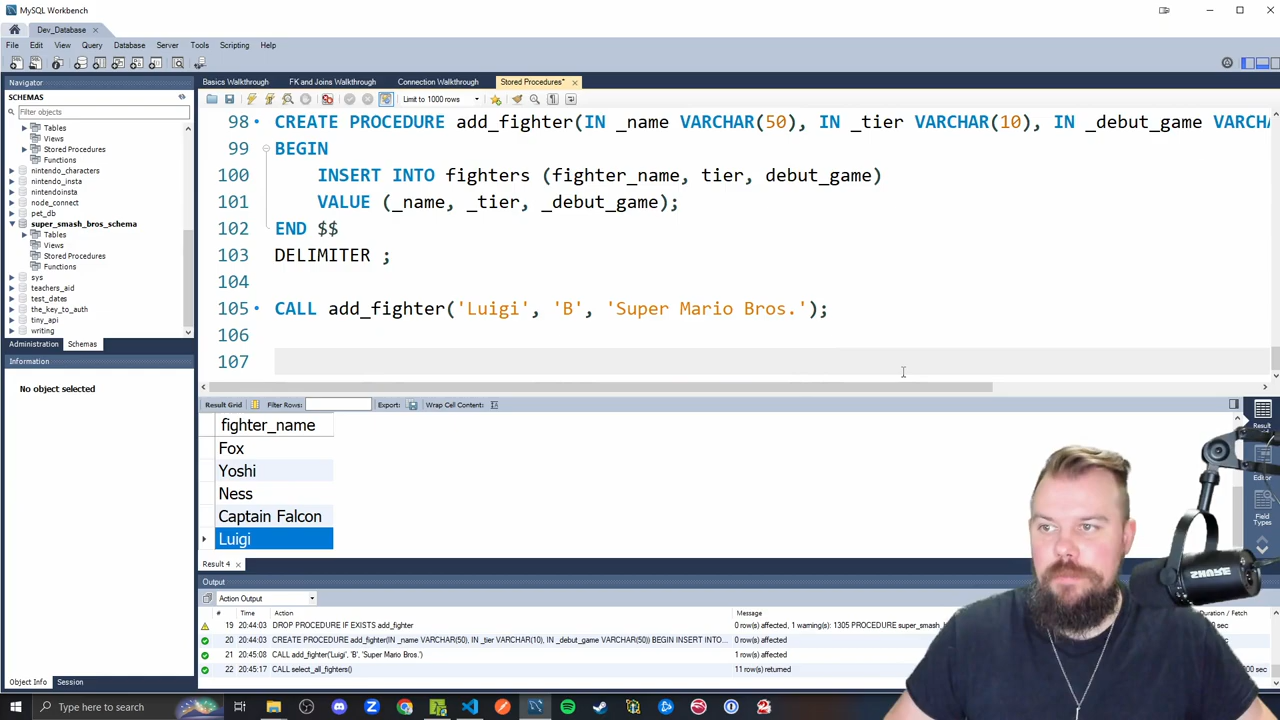 MySQL Workbench
Dev_Database
File Edit View Query Database Server Tools Scripting Help
Navigator
SCHEMAS
Filter objects
Tables
Views
Stored Procedures
Functions
nintendo_characters
nintendo_insta
nintendoinsta
node_connect
pet_db
super_smash_bros_schema
Tables
Views
Stored Procedures
Functions
sys
teachers_aid
test_dates
the_key_to_auth
tiny_api
writing
Administration Schemas
Information
No object selected
Object Info Session
Basics Walkthrough FK and Joins Walkthrough Connection Walkthrough Stored Procedures*
Limit to 1000 rows
98 CREATE PROCEDURE add_fighter(IN _name VARCHAR(50), IN _tier VARCHAR(10), IN _debut_game VARCHA
99 BEGIN
100 INSERT INTO fighters (fighter_name, tier, debut_game)
101 VALUE (_name, _tier, _debut_game);
102 END $$
103 DELIMITER ;
104
105 CALL add_fighter('Luigi', 'B', 'Super Mario Bros.');
106
107
Result Grid Filter Rows: Export: Wrap Cell Content:
fighter_name
Fox
Yoshi
Ness
Captain Falcon
Luigi
Result 4
Result
Editor
Field
Types
Output
Action Output
# Time Action Message Duration / Fetch
19 20:44:03 DROP PROCEDURE IF EXISTS add_fighter 0 row(s) affected, 1 warning(s): 1305 PROCEDURE super_smash_ sec
20 20:44:03 CREATE PROCEDURE add_fighter(IN _name VARCHAR(50), IN _tier VARCHAR(10), IN _debut_game VARCHAR(50)) BEGIN INSERT INTO... 0 row(s) affected
21 20:45:08 CALL add_fighter('Luigi', 'B', 'Super Mario Bros.') 1 row(s) affected
22 20:45:17 CALL select_all_fighters() 11 row(s) returned
SHURE
Type here to search